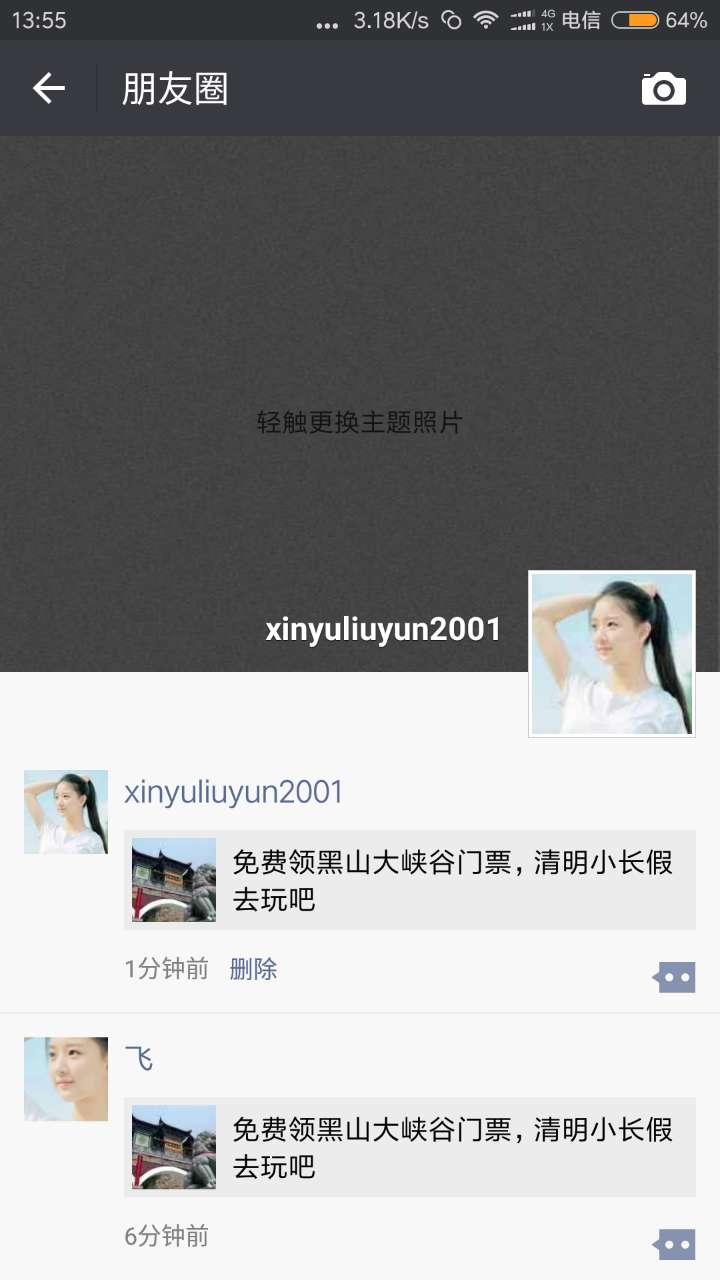 13:55 ... 3.18K/s 4G 1X 电信 64%
朋友圈
轻触更换主题照片
xinyuliuyun2001
xinyuliuyun2001
免费领黑山大峡谷门票，清明小长假
去玩吧
1分钟前 删除
飞
免费领黑山大峡谷门票，清明小长假
去玩吧
6分钟前